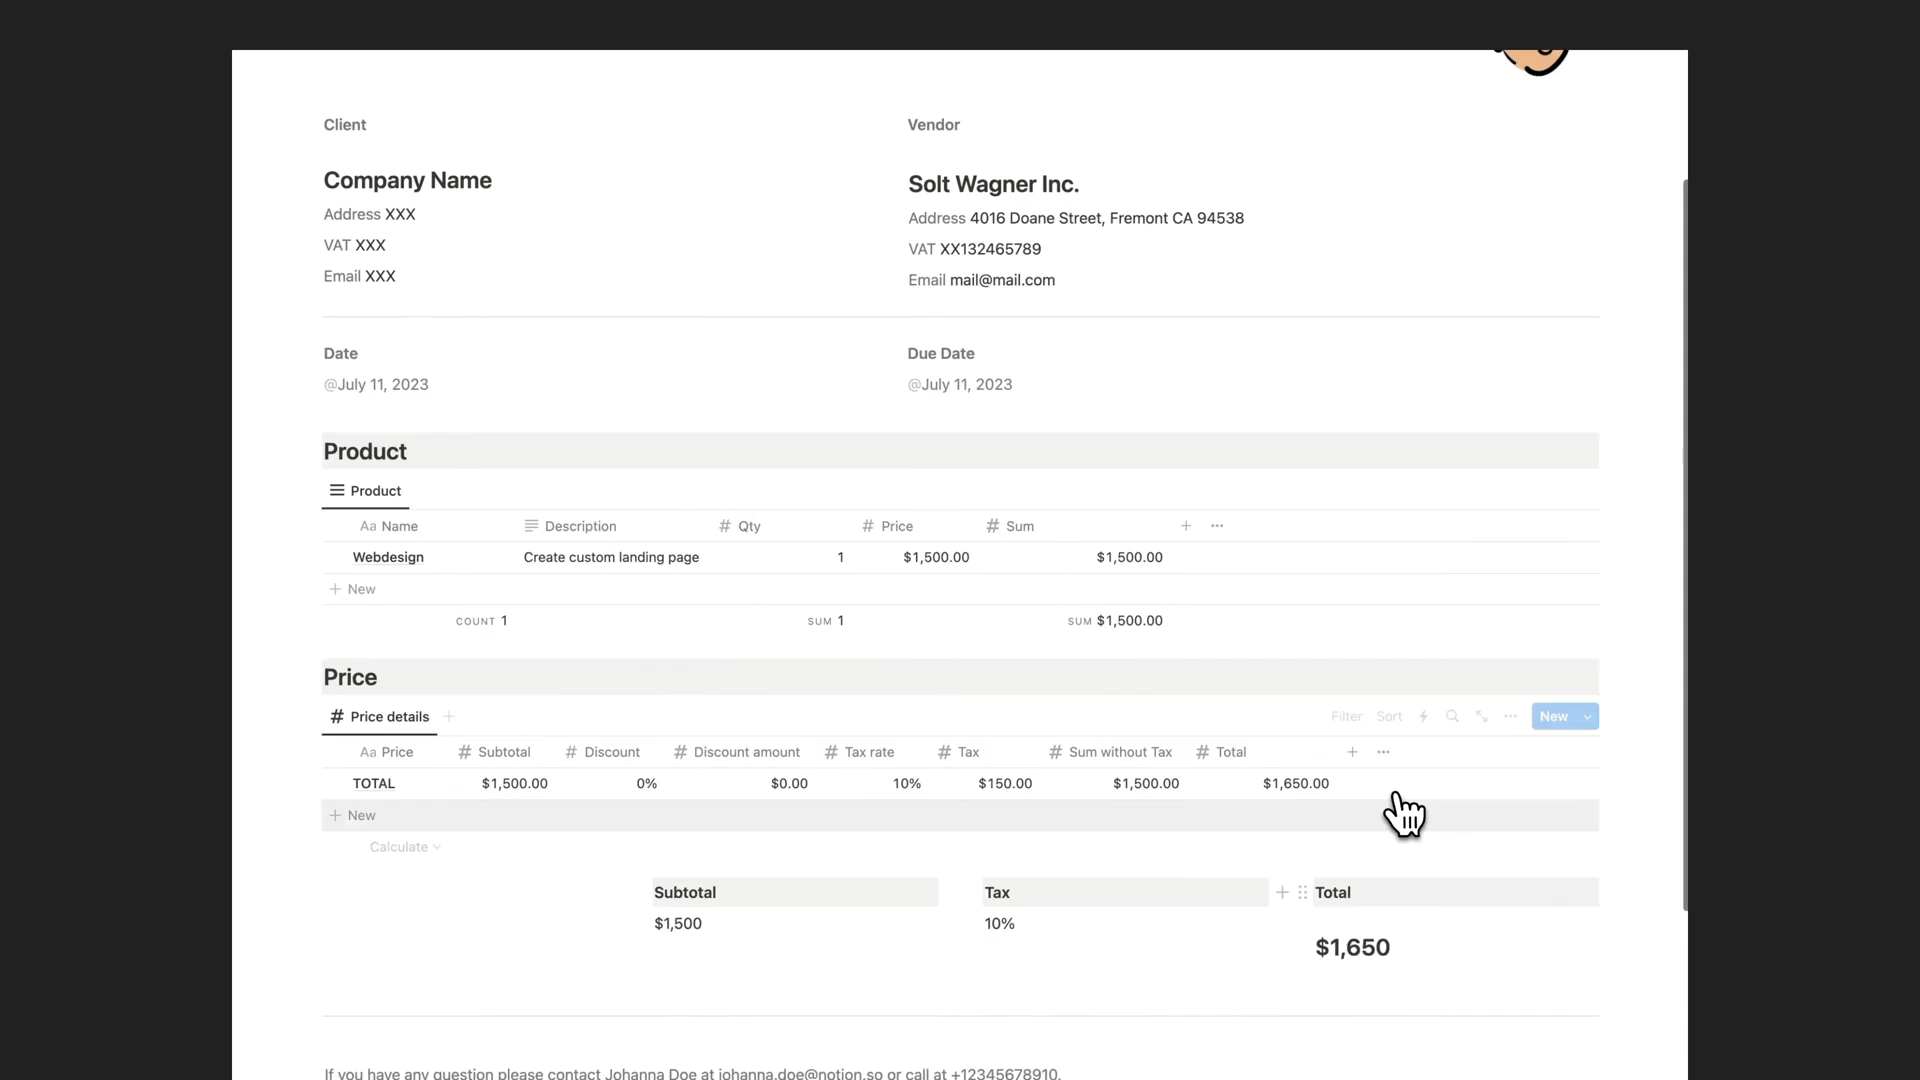 Client
Vendor
Company Name
Solt Wagner Inc.
Address XXX
Address 4016 Doane Street, Fremont CA 94538
VAT XXX
VAT XX132465789
Email XXX
Email mail@mail.com
Date
Due Date
@July 11, 2023
@July 11, 2023
Product
Product
Aa Name Description # Qty # Price # Sum + ...
Webdesign Create custom landing page 1 $1,500.00 $1,500.00
+ New
COUNT 1 SUM 1 SUM $1,500.00
Price
# Price details + Filter Sort ... New
Aa Price # Subtotal # Discount # Discount amount # Tax rate # Tax # Sum without Tax # Total + ...
TOTAL $1,500.00 0% $0.00 10% $150.00 $1,500.00 $1,650.00
+ New
Calculate
Subtotal Tax + Total
$1,500 10%
$1,650
If you have any question please contact Johanna Doe at johanna.doe@notion.so or call at +12345678910.